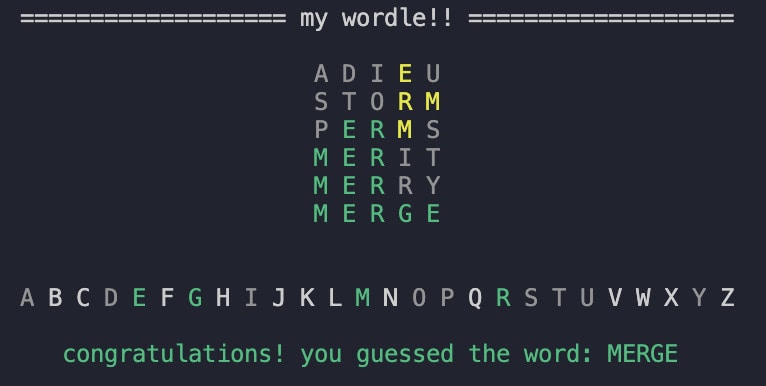 =================== my wordle!! ===================
A D I E U
S T O R M
P E R M S
M E R I T
M E R R Y
M E R G E
A B C D E F G H I J K L M N O P Q R S T U V W X Y Z
congratulations! you guessed the word: MERGE